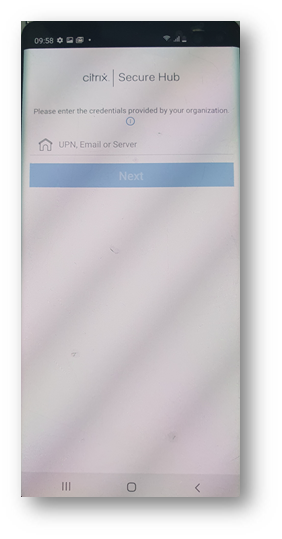 09:58
citrix | Secure Hub
Please enter the credentials provided by your organization.
UPN, Email or Server
Next